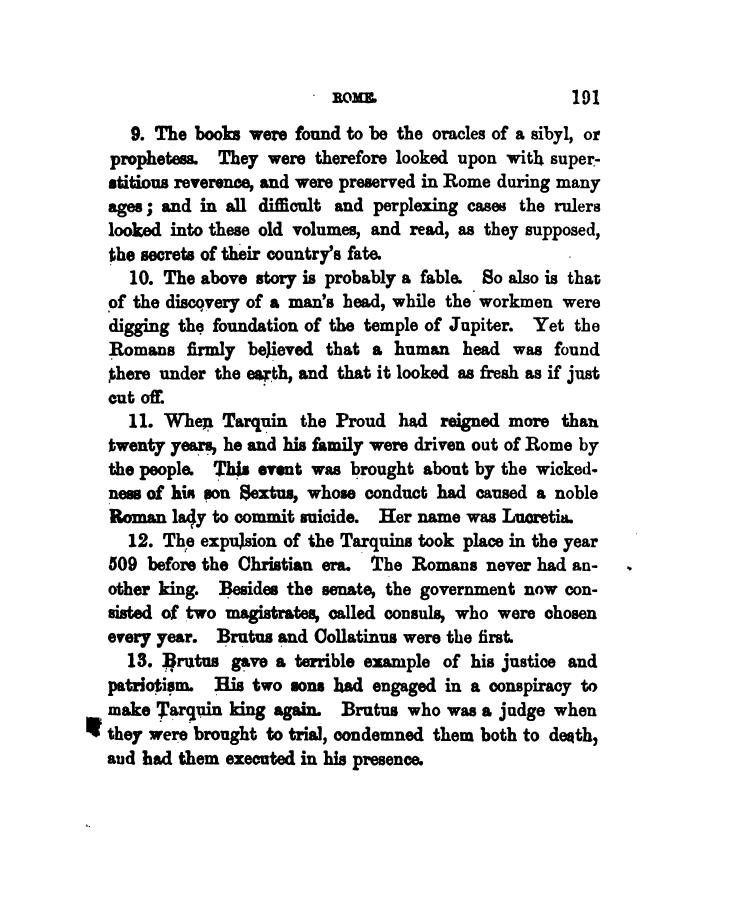 ROME. 191
9. The books were found to be the oracles of a sibyl, or
prophetess. They were therefore looked upon with super-
stitious reverence, and were preserved in Rome during many
ages; and in all difficult and perplexing cases the rulers
looked into these old volumes, and read, as they supposed,
the secrets of their country's fate.
10. The above story is probably a fable. So also is that
of the discovery of a man's head, while the workmen were
digging the foundation of the temple of Jupiter. Yet the
Romans firmly believed that a human head was found
there under the earth, and that it looked as fresh as if just
cut off.
11. When Tarquin the Proud had reigned more than
twenty years, he and his family were driven out of Rome by
the people. This event was brought about by the wicked-
ness of his son Sextus, whose conduct had caused a noble
Roman lady to commit suicide. Her name was Lucretia.
12. The expulsion of the Tarquins took place in the year
509 before the Christian era. The Romans never had an-
other king. Besides the senate, the government now con-
sisted of two magistrates, called consuls, who were chosen
every year. Brutus and Collatinus were the first.
13. Brutus gave a terrible example of his justice and
patriotism. His two sons had engaged in a conspiracy to
make Tarquin king again. Brutus who was a judge when
they were brought to trial, condemned them both to death,
and had them executed in his presence.